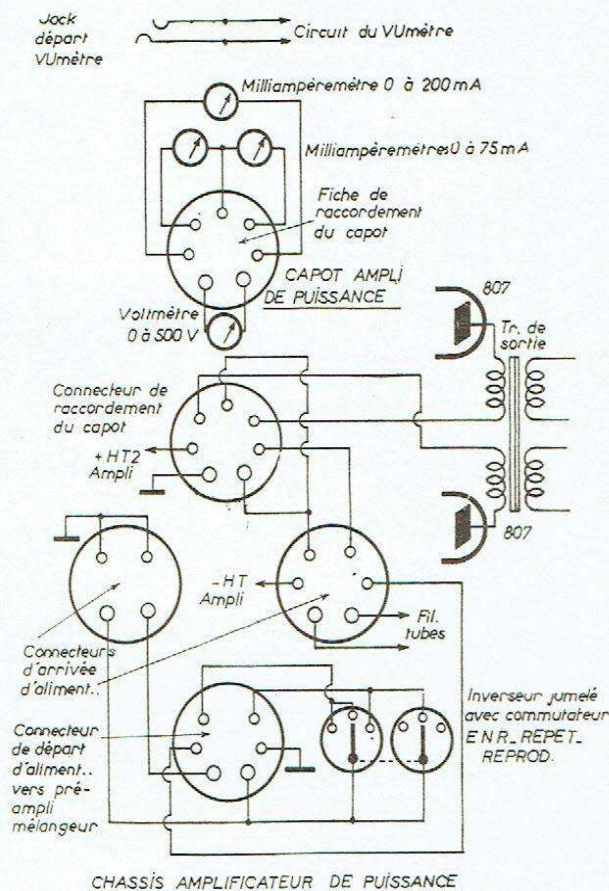 Jack
départ
VUmètre
Circuit du VUmètre
Milliampèremètre 0 à 200 mA
Milliampèremètres 0 à 75 mA
Fiche de
raccordement
du capot
CAPOT AMPLI
DE PUISSANCE
Voltmètre
0 à 500 V
807
Tr. de
sortie
Connecteur de
raccordement
du capot
+HT2
Ampli
807
-HT
Ampli
Fil.
tubes
Connecteurs
d'arrivée
d'aliment..
Connecteur
de départ
d'aliment..
vers pré-
ampli
mélangeur
Inverseur jumelé
avec commutateur
ENR_REPET_
REPROD.
CHASSIS AMPLIFICATEUR DE PUISSANCE